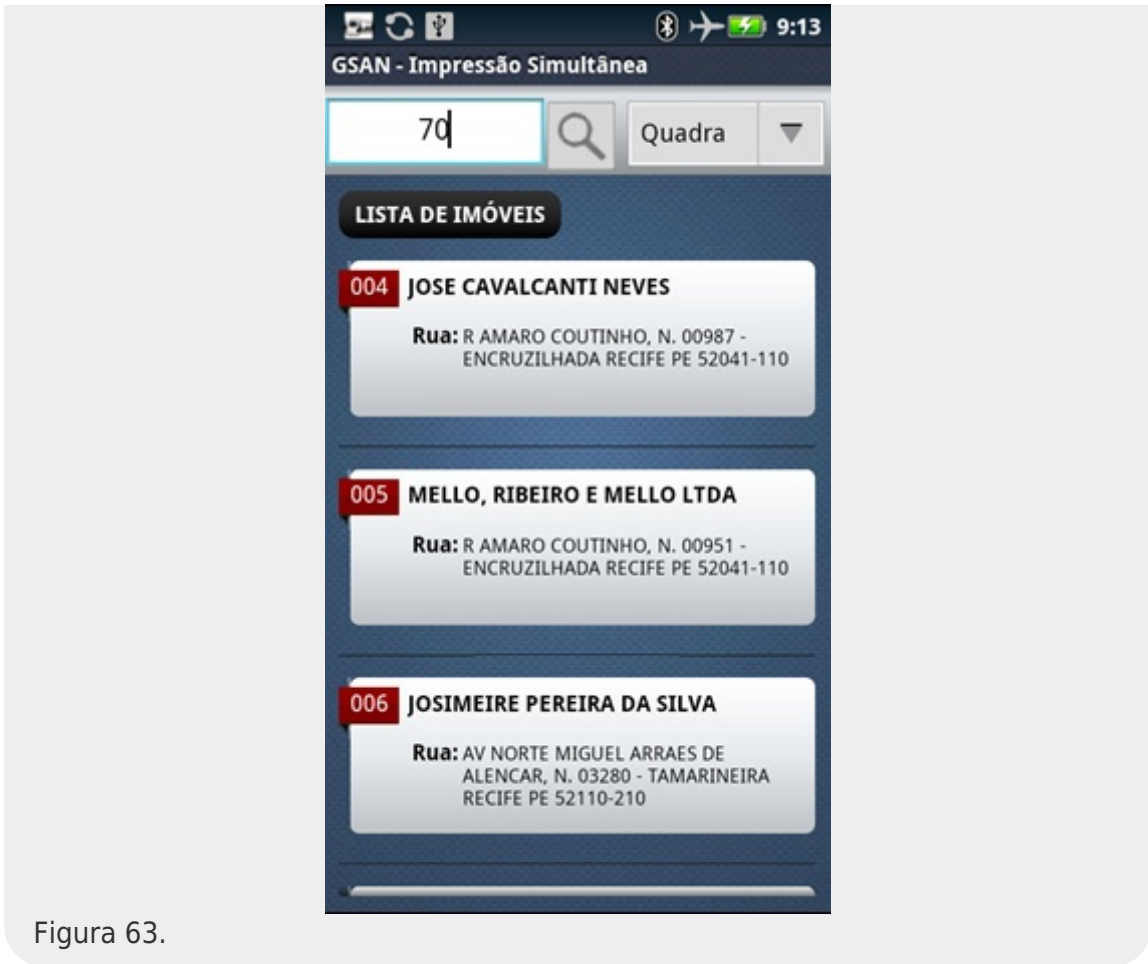 9:13
GSAN - Impressão Simultânea
70
Quadra
LISTA DE IMÓVEIS
004 JOSE CAVALCANTI NEVES
Rua: R AMARO COUTINHO, N. 00987 -
ENCRUZILHADA RECIFE PE 52041-110
005 MELLO, RIBEIRO E MELLO LTDA
Rua: R AMARO COUTINHO, N. 00951 -
ENCRUZILHADA RECIFE PE 52041-110
006 JOSIMEIRE PEREIRA DA SILVA
Rua: AV NORTE MIGUEL ARRAES DE
ALENCAR, N. 03280 - TAMARINEIRA
RECIFE PE 52110-210
Figura 63.